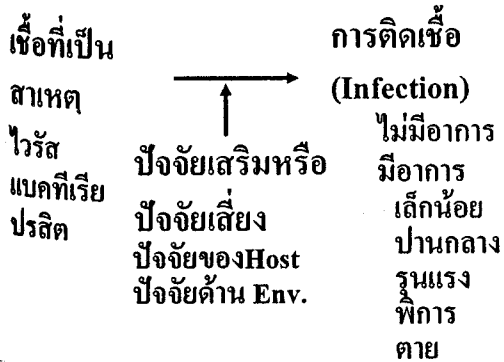 เชื้อที่เป็น
สาเหตุ
ไวรัส
แบคทีเรีย
ปรสิต
ปัจจัยเสริมหรือ
ปัจจัยเสี่ยง
ปัจจัยของHost
ปัจจัยด้าน Env.
การติดเชื้อ
(Infection)
ไม่มีอาการ
มีอาการ
เล็กน้อย
ปานกลาง
รุนแรง
พิการ
ตาย